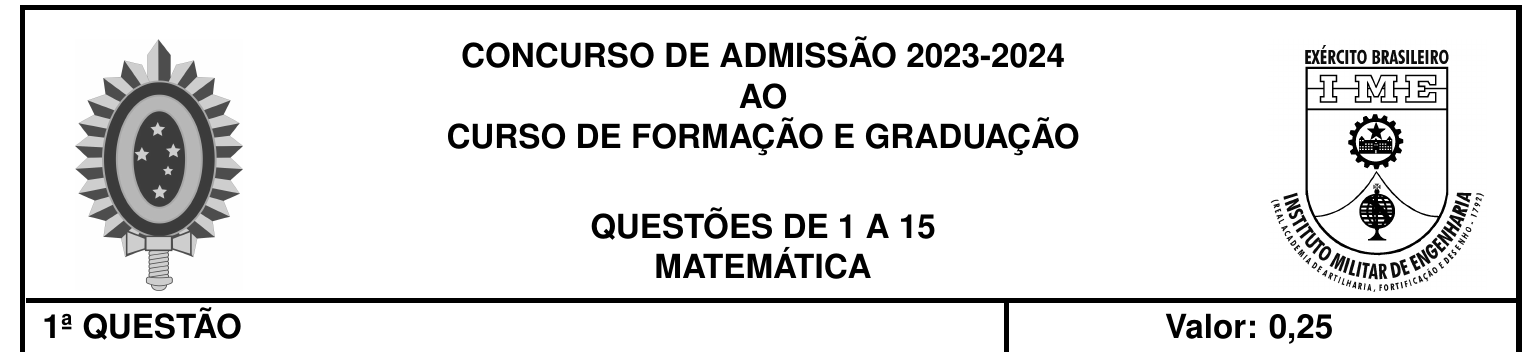 CONCURSO DE ADMISSÃO 2023-2024
AO
CURSO DE FORMAÇÃO E GRADUAÇÃO
QUESTÕES DE 1 A 15
MATEMÁTICA
EXÉRCITO BRASILEIRO
IME
INSTITUTO MILITAR DE ENGENHARIA
(REAL ACADEMIA DE ARTILHARIA, FORTIFICAÇÃO E DESENHO - 1792)
1ª QUESTÃO
Valor: 0,25